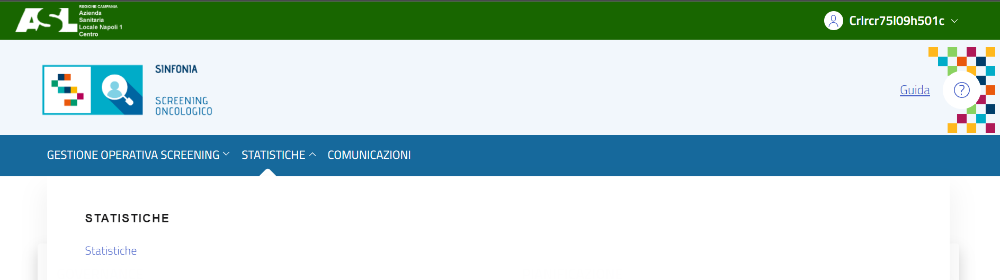 ASL
REGIONE CAMPANIA
Azienda
Sanitaria
Locale Napoli 1
Centro
Crlrcr75l09h501c
SINFONIA
SCREENING
ONCOLOGICO
Guida
?
GESTIONE OPERATIVA SCREENING
STATISTICHE
COMUNICAZIONI
STATISTICHE
Statistiche